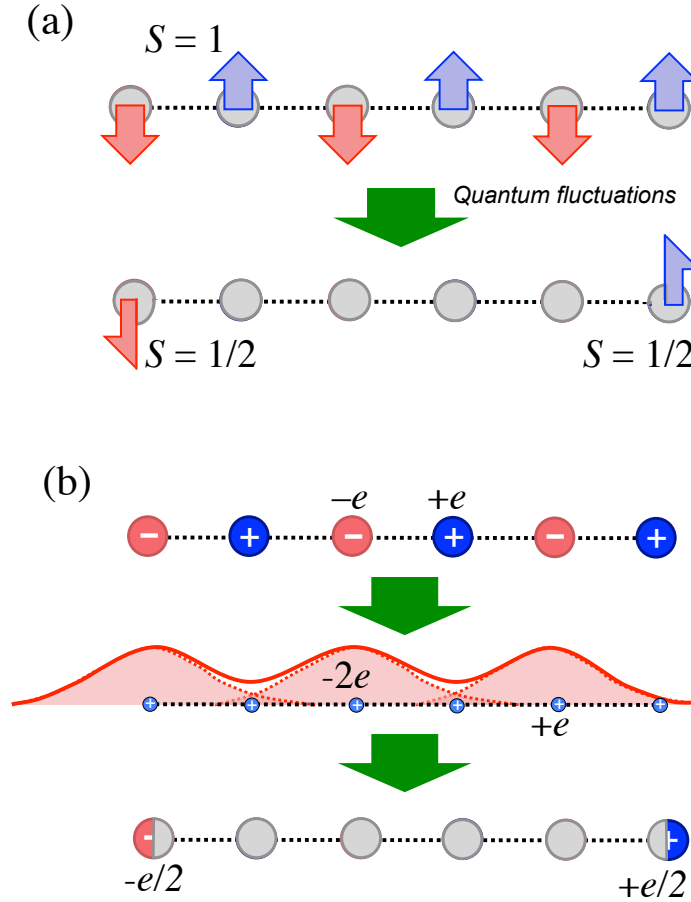 (a)
S = 1
Quantum fluctuations
S = 1/2 S = 1/2
(b)
–e +e
− + − + − +
-2e
+ + + + + +
+e
- +
-e/2 +e/2